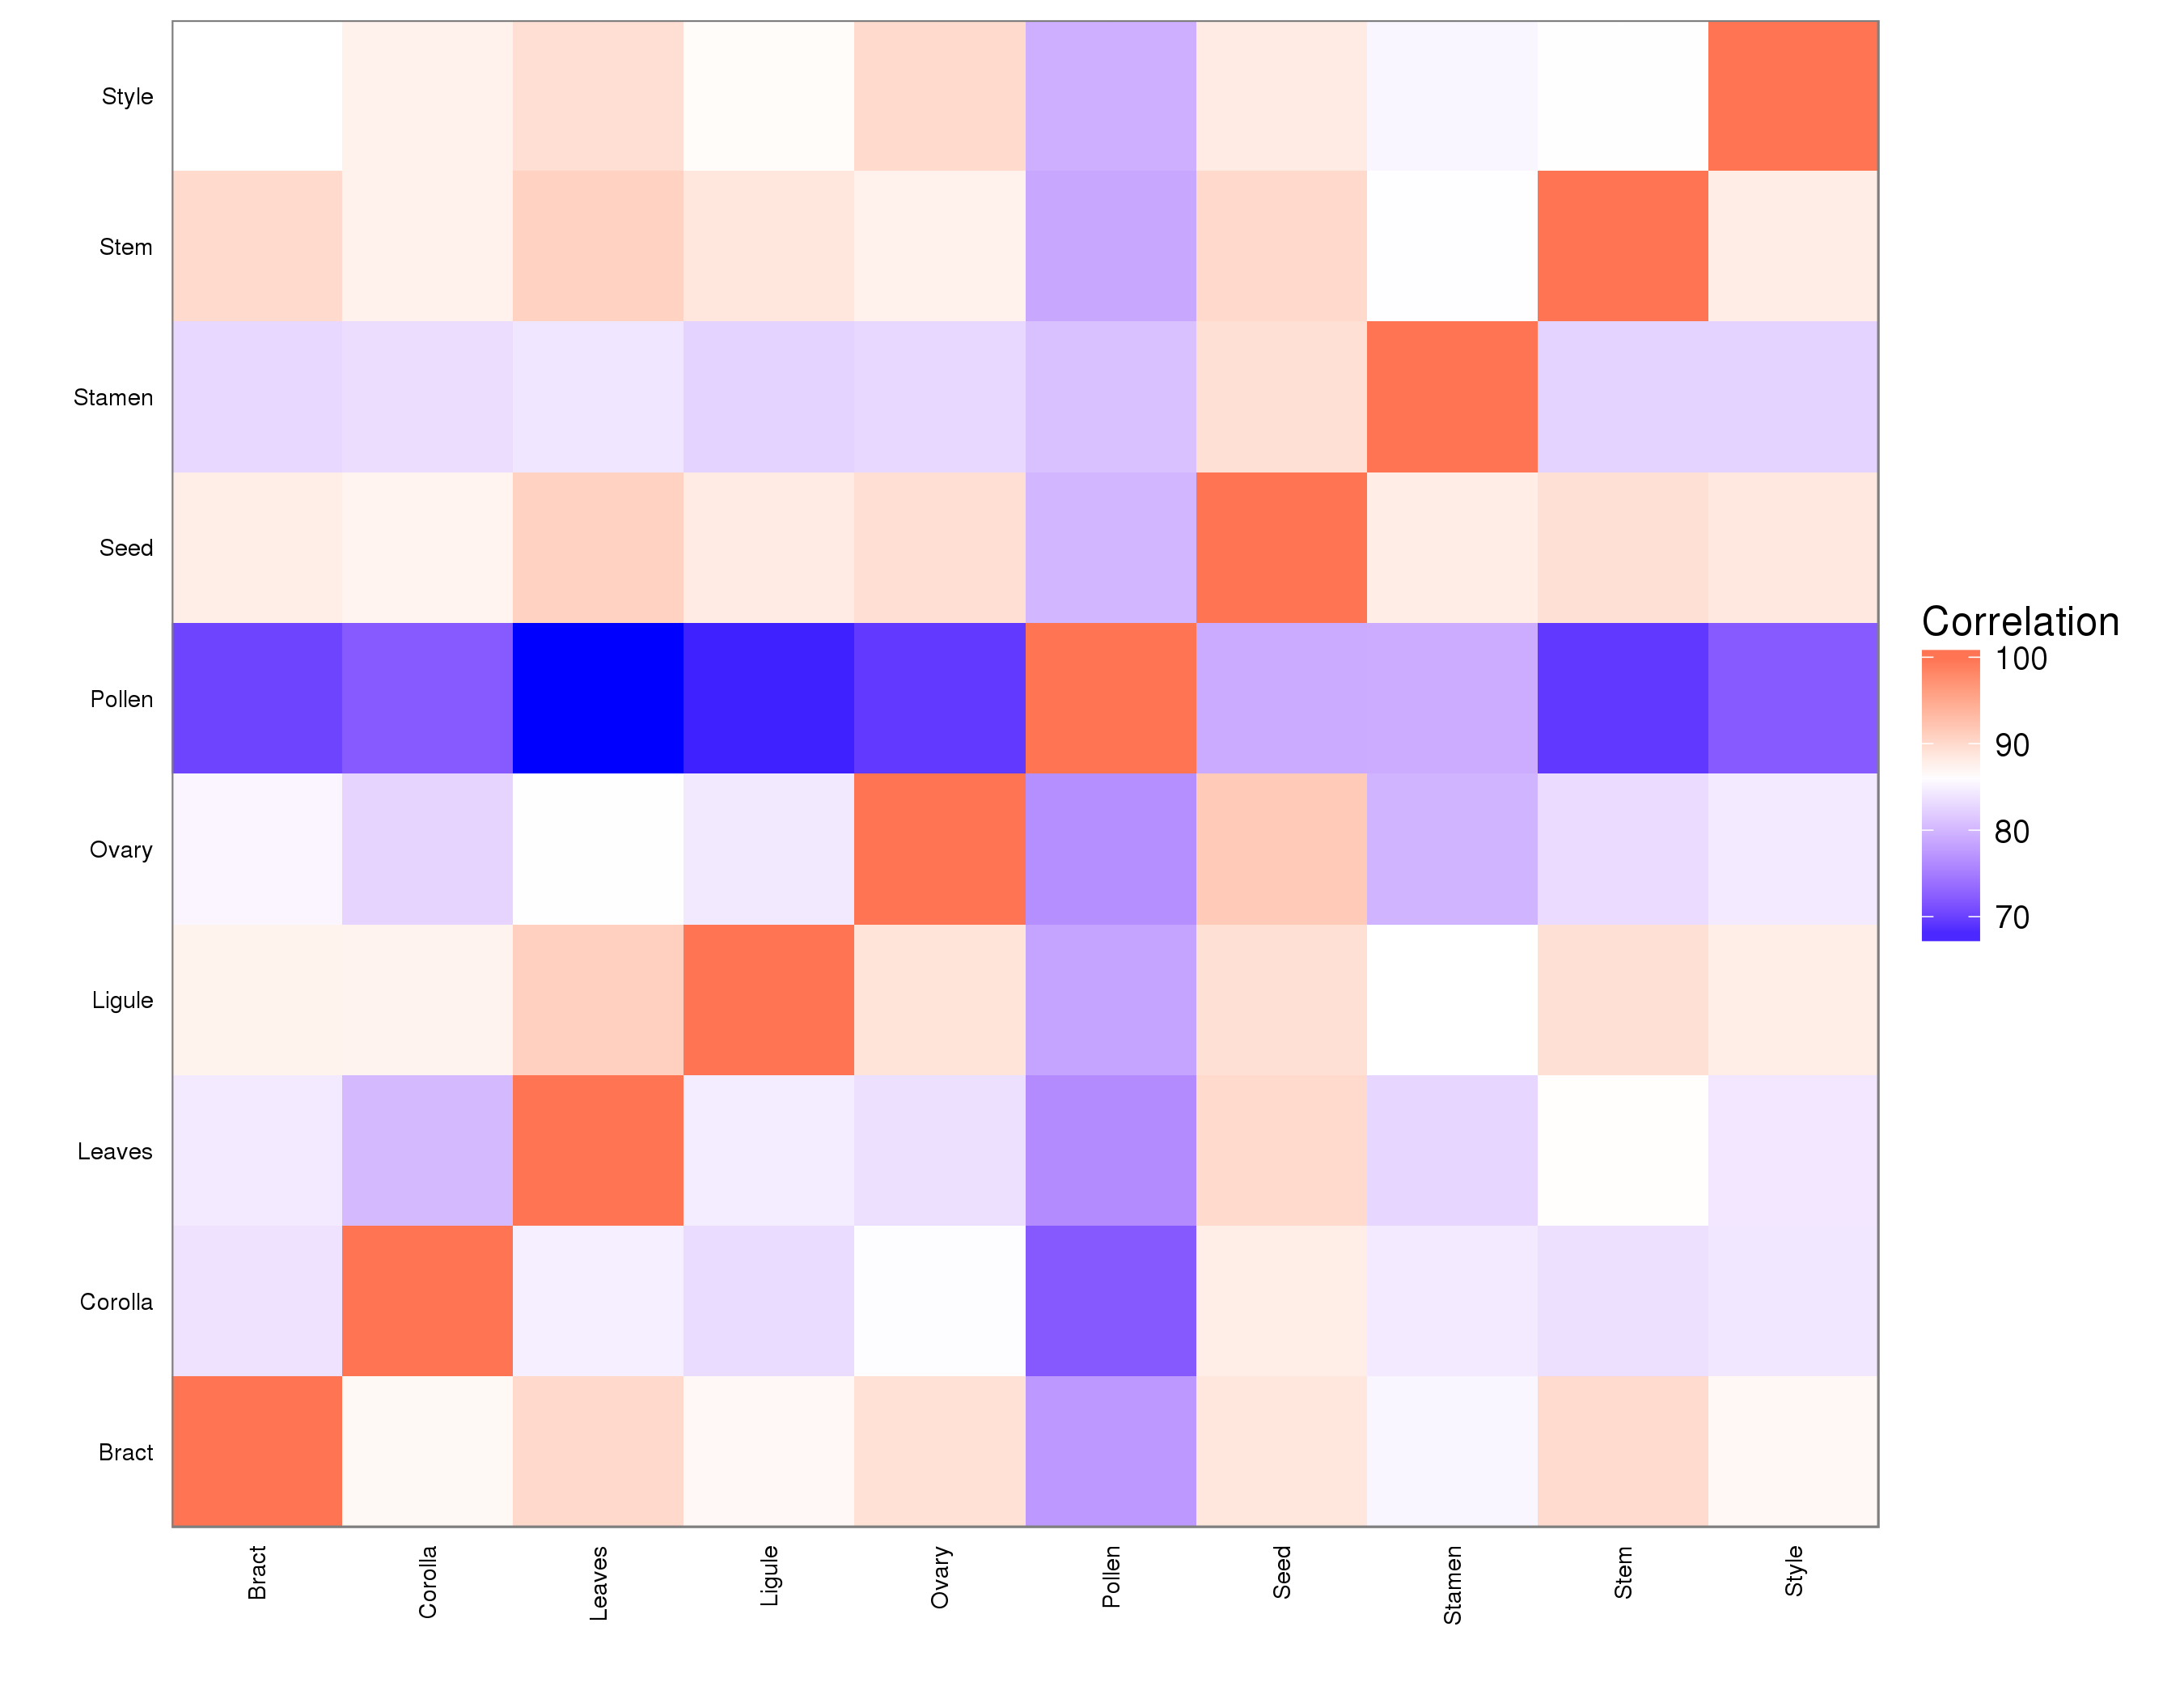 Style
Stem
Stamen
Seed
Pollen
Ovary
Ligule
Leaves
Corolla
Bract
Bract
Corolla
Leaves
Ligule
Ovary
Pollen
Seed
Stamen
Stem
Style
Correlation
100
90
80
70